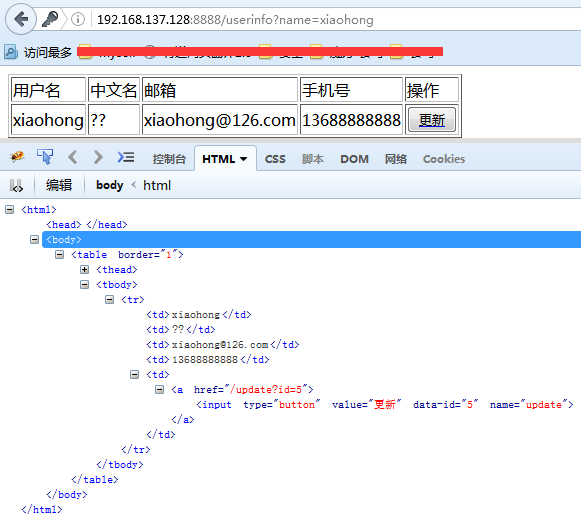 192.168.137.128:8888/userinfo?name=xiaohong
访问最多
用户名 中文名 邮箱 手机号 操作
xiaohong ?? xiaohong@126.com 13688888888 更新
控制台 HTML CSS 脚本 DOM 网络 Cookies
编辑 body < html
<html>
<head> </head>
<body>
<table border="1">
<thead>
<tbody>
<tr>
<td>xiaohong</td>
<td>??</td>
<td>xiaohong@126.com</td>
<td>13688888888</td>
<td>
<a href="/update?id=5">
<input type="button" value="更新" data-id="5" name="update">
</a>
</td>
</tr>
</tbody>
</table>
</body>
</html>